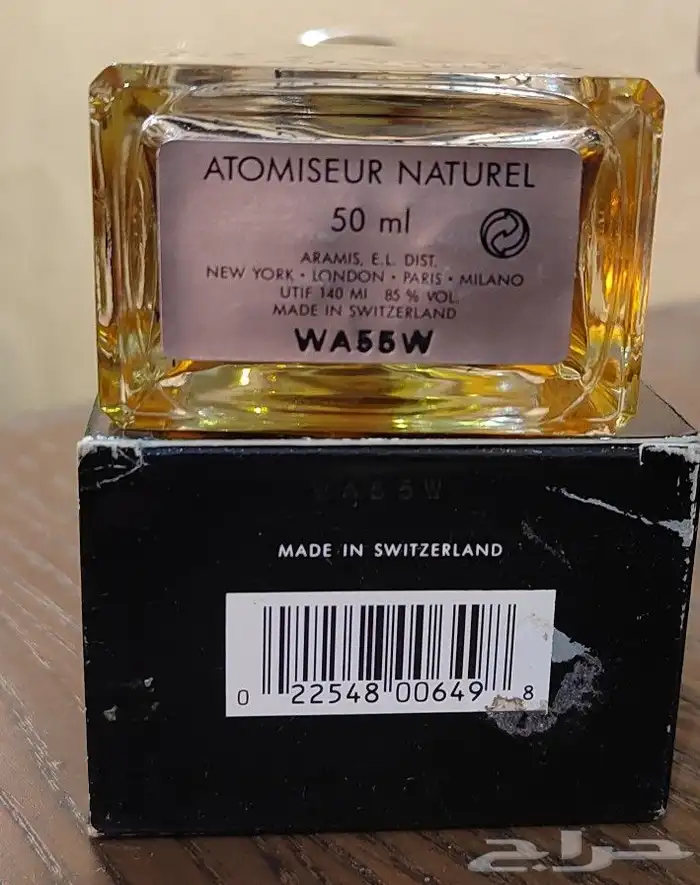 ATOMISEUR NATUREL
50 ml
ARAMIS, E.L. DIST.
NEW YORK • LONDON • PARIS • MILANO
UTIF 140 MI 85 % VOL.
MADE IN SWITZERLAND
WA55W
WA55W
MADE IN SWITZERLAND
0 22548 00649 8
حراج